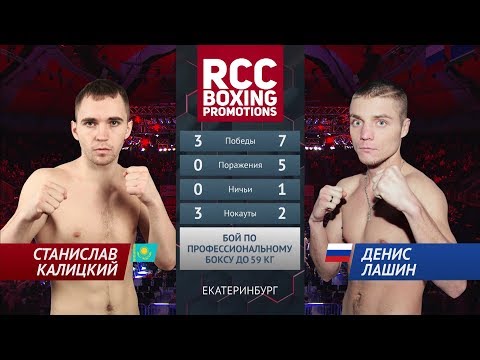 RCC
BOXING
PROMOTIONS
3 Победы 7
0 Поражения 5
0 Ничьи 1
3 Нокауты 2
БОЙ ПО
ПРОФЕССИОНАЛЬНОМУ
БОКСУ ДО 59 КГ
СТАНИСЛАВ
КАЛИЦКИЙ
ДЕНИС
ЛАШИН
ЕКАТЕРИНБУРГ